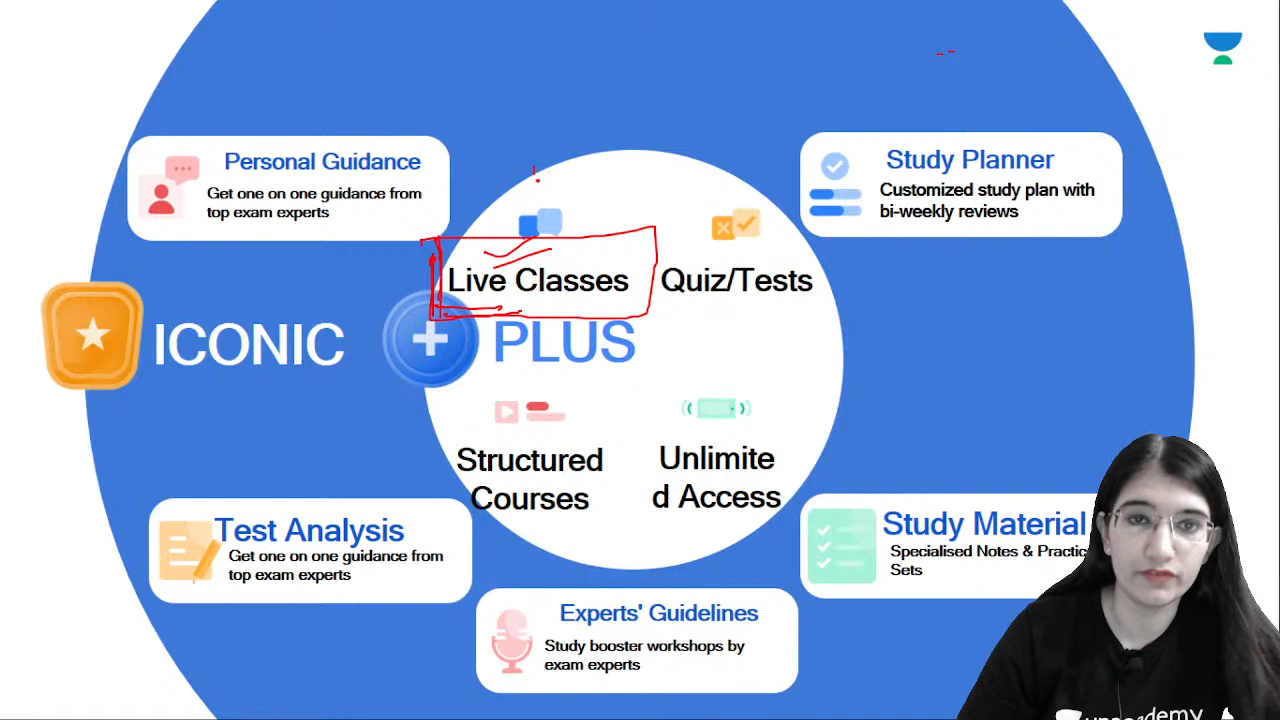 Personal Guidance
Get one on one guidance from
top exam experts
Study Planner
Customized study plan with
bi-weekly reviews
Live Classes
Quiz/Tests
ICONIC
PLUS
Structured
Courses
Unlimite
d Access
Test Analysis
Get one on one guidance from
top exam experts
Study Material
Specialised Notes & Practic
Sets
Experts' Guidelines
Study booster workshops by
exam experts